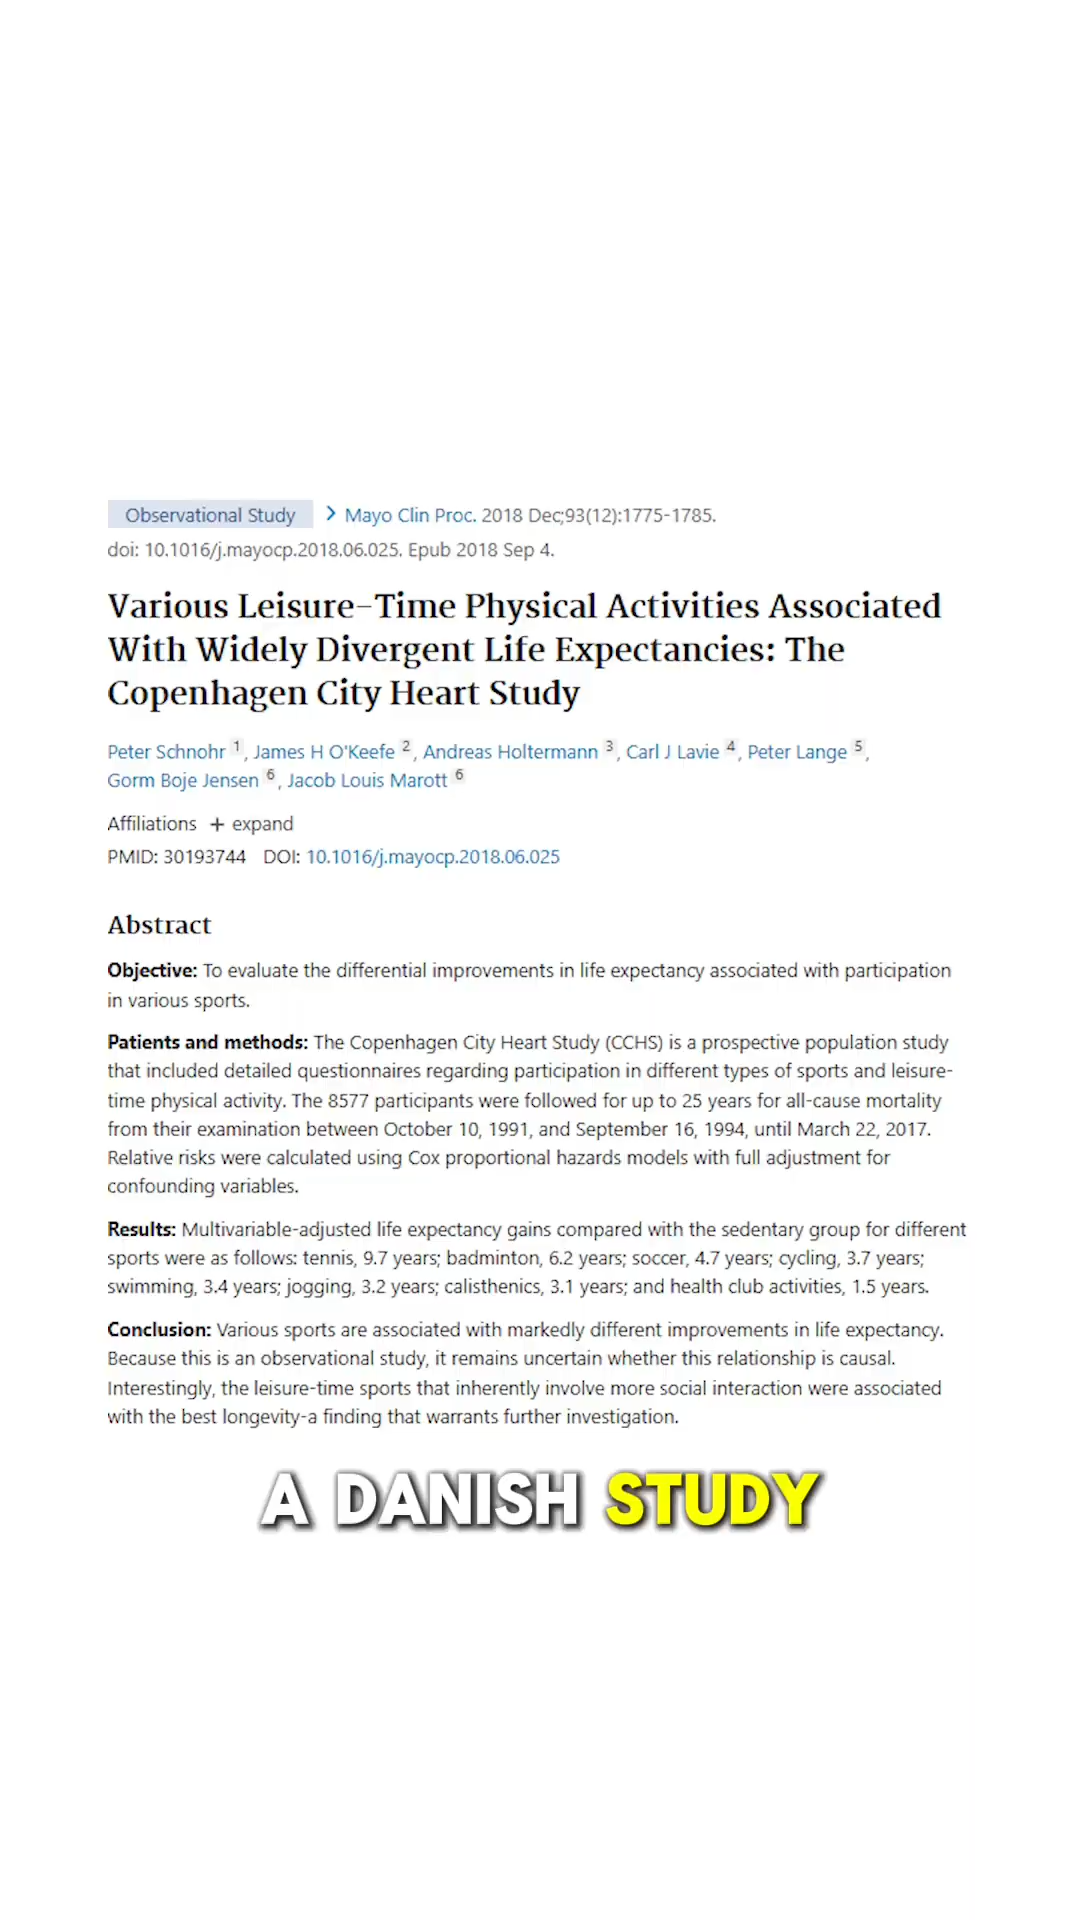 Observational Study > Mayo Clin Proc. 2018 Dec;93(12):1775-1785.
doi: 10.1016/j.mayocp.2018.06.025. Epub 2018 Sep 4.
Various Leisure-Time Physical Activities Associated
With Widely Divergent Life Expectancies: The
Copenhagen City Heart Study
Peter Schnohr 1, James H O'Keefe 2, Andreas Holtermann 3, Carl J Lavie 4, Peter Lange 5,
Gorm Boje Jensen 6, Jacob Louis Marott 6
Affiliations + expand
PMID: 30193744 DOI: 10.1016/j.mayocp.2018.06.025
Abstract
Objective: To evaluate the differential improvements in life expectancy associated with participation
in various sports.
Patients and methods: The Copenhagen City Heart Study (CCHS) is a prospective population study
that included detailed questionnaires regarding participation in different types of sports and leisure-
time physical activity. The 8577 participants were followed for up to 25 years for all-cause mortality
from their examination between October 10, 1991, and September 16, 1994, until March 22, 2017.
Relative risks were calculated using Cox proportional hazards models with full adjustment for
confounding variables.
Results: Multivariable-adjusted life expectancy gains compared with the sedentary group for different
sports were as follows: tennis, 9.7 years; badminton, 6.2 years; soccer, 4.7 years; cycling, 3.7 years;
swimming, 3.4 years; jogging, 3.2 years; calisthenics, 3.1 years; and health club activities, 1.5 years.
Conclusion: Various sports are associated with markedly different improvements in life expectancy.
Because this is an observational study, it remains uncertain whether this relationship is causal.
Interestingly, the leisure-time sports that inherently involve more social interaction were associated
with the best longevity-a finding that warrants further investigation.
A DANISH STUDY